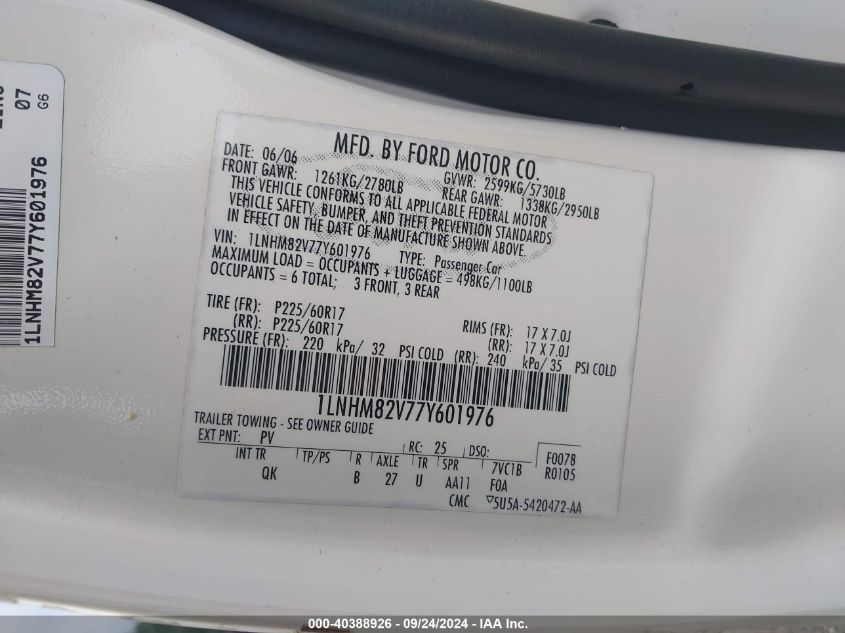 07
G6
1LNHM82V77Y601976
MFD. BY FORD MOTOR CO.
DATE: 06/06 GVWR: 2599KG/5730LB
FRONT GAWR: 1261KG/2780LB REAR GAWR: 1338KG/2950LB
THIS VEHICLE CONFORMS TO ALL APPLICABLE FEDERAL MOTOR
VEHICLE SAFETY, BUMPER, AND THEFT PREVENTION STANDARDS
IN EFFECT ON THE DATE OF MANUFACTURE SHOWN ABOVE.
VIN: 1LNHM82V77Y601976 TYPE: Passenger Car
MAXIMUM LOAD = OCCUPANTS + LUGGAGE = 498KG/1100LB
OCCUPANTS = 6 TOTAL; 3 FRONT, 3 REAR
TIRE (FR): P225/60R17 RIMS (FR): 17 X 7.0J
(RR): P225/60R17 (RR): 17 X 7.0J
PRESSURE (FR): 220 kPa/ 32 PSI COLD (RR): 240 kPa/ 35 PSI COLD
1LNHM82V77Y601976
TRAILER TOWING - SEE OWNER GUIDE
EXT PNT: PV RC: 25 DSO: F0078
INT TR TP/PS R AXLE TR SPR 7VC1B R0105
QK B 27 U AA11 F0A
CMC 5U5A-5420472-AA
000-40388926 - 09/24/2024 - IAA Inc.